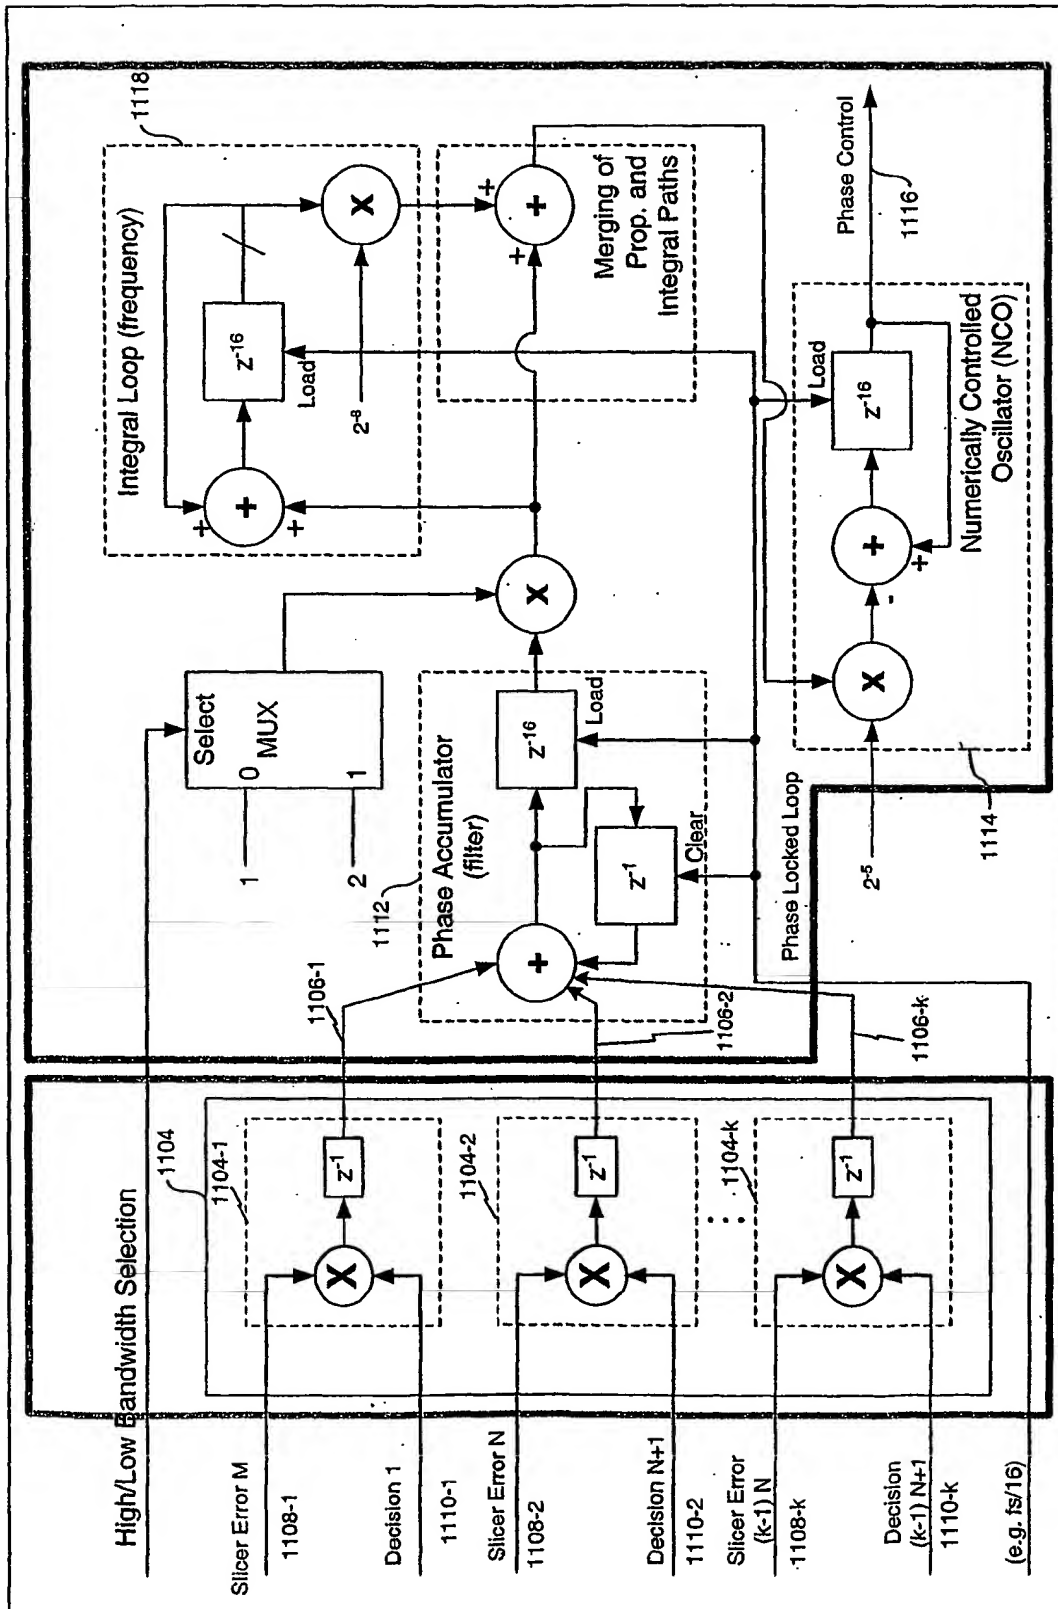 High/Low Bandwidth Selection
Slicer Error M
1108-1
Decision 1
1110-1
Slicer Error N
1108-2
Decision N+1
1110-2
Slicer Error
(k-1) N
1108-k
Decision
(k-1) N+1
1110-k
(e.g. fs/16)
1104
1104-1
X
z⁻¹
1104-2
X
z⁻¹
1104-k
X
z⁻¹
1106-1
1106-2
1106-k
1
2
Select
0
MUX
1
1112
Phase Accumulator
(filter)
+
z⁻¹
Clear
z⁻¹⁶
Load
X
1118
Integral Loop (frequency)
+
+
+
z⁻¹⁶
Load
2⁻⁸
X
+
+
+
Merging of
Prop. and
Integral Paths
Phase Locked Loop
2⁻⁵
1114
X
-
+
+
z⁻¹⁶
Load
Numerically Controlled
Oscillator (NCO)
Phase Control
1116